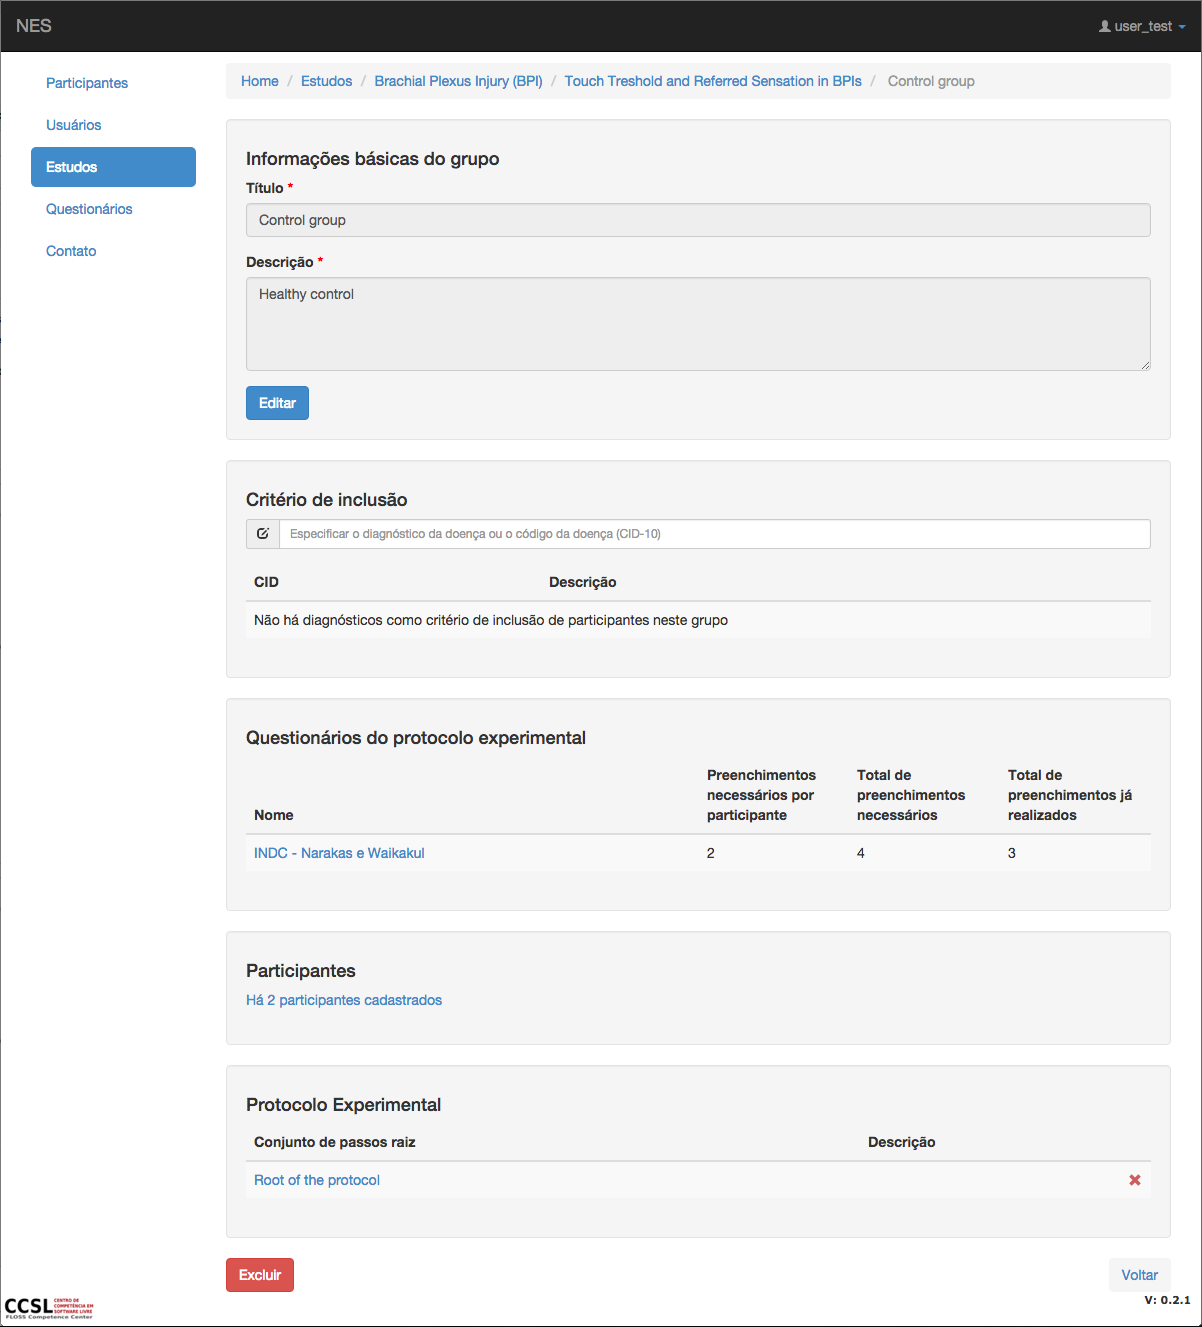 NES
user_test
Participantes
Usuários
Estudos
Questionários
Contato
Home / Estudos / Brachial Plexus Injury (BPI) / Touch Treshold and Referred Sensation in BPIs / Control group
Informações básicas do grupo
Título *
Control group
Descrição *
Healthy control
Editar
Critério de inclusão
Especificar o diagnóstico da doença ou o código da doença (CID-10)
CID Descrição
Não há diagnósticos como critério de inclusão de participantes neste grupo
Questionários do protocolo experimental
Nome
Preenchimentos
necessários por
participante
Total de
preenchimentos
necessários
Total de
preenchimentos já
realizados
INDC - Narakas e Waikakul 2 4 3
Participantes
Há 2 participantes cadastrados
Protocolo Experimental
Conjunto de passos raiz Descrição
Root of the protocol
Excluir
Voltar
V: 0.2.1
CCSL
CENTRO DE
COMPETÊNCIA EM
SOFTWARE LIVRE
FLOSS Competence Center